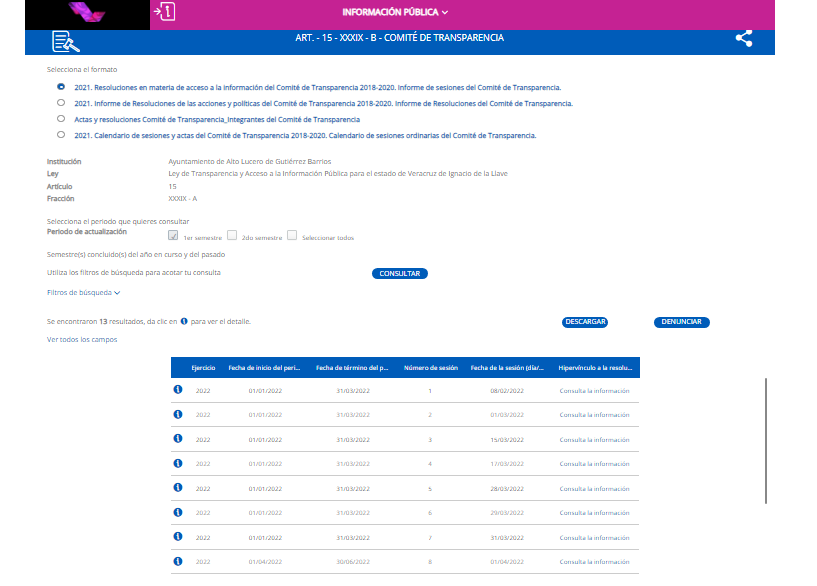 INFORMACIÓN PÚBLICA
ART. - 15 - XXXIX - B - COMITÉ DE TRANSPARENCIA
Selecciona el formato
2021. Resoluciones en materia de acceso a la información del Comité de Transparencia 2018-2020. Informe de sesiones del Comité de Transparencia.
2021. Informe de Resoluciones de las acciones y políticas del Comité de Transparencia 2018-2020. Informe de Resoluciones del Comité de Transparencia.
Actas y resoluciones Comité de Transparencia_Integrantes del Comité de Transparencia
2021. Calendario de sesiones y actas del Comité de Transparencia 2018-2020. Calendario de sesiones ordinarias del Comité de Transparencia.
Institución Ayuntamiento de Alto Lucero de Gutiérrez Barrios
Ley Ley de Transparencia y Acceso a la Información Pública para el estado de Veracruz de Ignacio de la Llave
Artículo 15
Fracción XXXIX - A
Selecciona el periodo que quieres consultar
Periodo de actualización 1er semestre 2do semestre Seleccionar todos
Semestre(s) concluido(s) del año en curso y del pasado
Utiliza los filtros de búsqueda para acotar tu consulta CONSULTAR
Filtros de búsqueda
Se encontraron 13 resultados, da clic en i para ver el detalle. DESCARGAR DENUNCIAR
Ver todos los campos
Ejercicio Fecha de inicio del peri... Fecha de término del p... Número de sesión Fecha de la sesión (día/... Hipervínculo a la resolu...
2022 01/01/2022 31/03/2022 1 08/02/2022 Consulta la información
2022 01/01/2022 31/03/2022 2 01/03/2022 Consulta la información
2022 01/01/2022 31/03/2022 3 15/03/2022 Consulta la información
2022 01/01/2022 31/03/2022 4 17/03/2022 Consulta la información
2022 01/01/2022 31/03/2022 5 28/03/2022 Consulta la información
2022 01/01/2022 31/03/2022 6 29/03/2022 Consulta la información
2022 01/01/2022 31/03/2022 7 31/03/2022 Consulta la información
2022 01/04/2022 30/06/2022 8 01/04/2022 Consulta la información